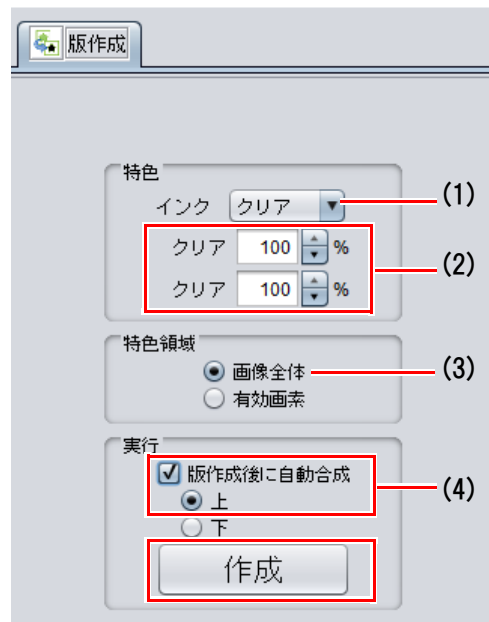 版作成
特色
インク クリア (1)
クリア 100 %
(2)
クリア 100 %
特色領域
画像全体 (3)
有効画素
実行
版作成後に自動合成
上 (4)
下
作成